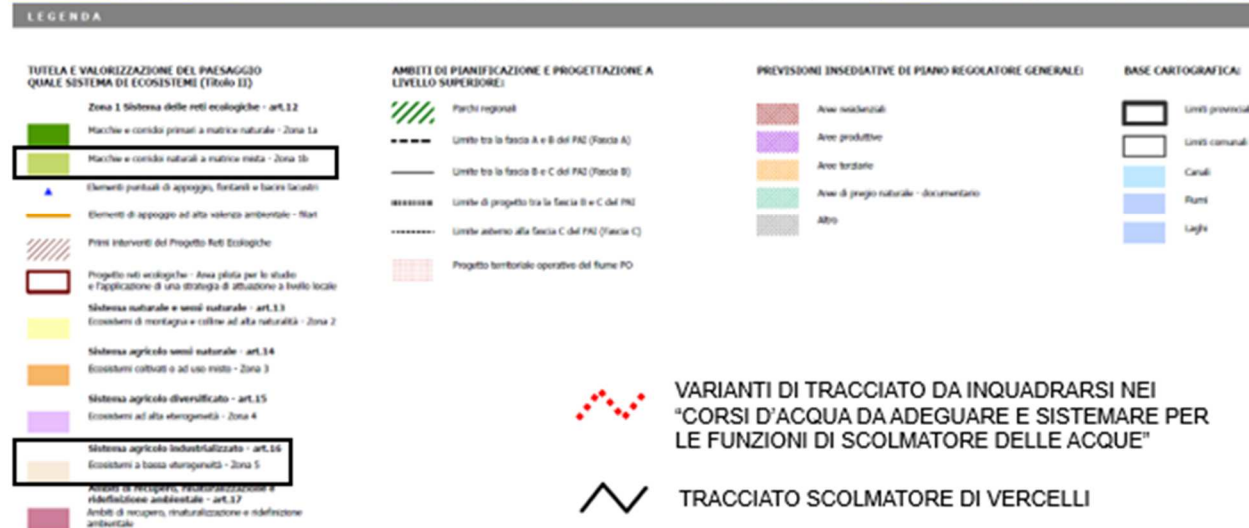 LEGENDA
TUTELA E VALORIZZAZIONE DEL PAESAGGIO
QUALE SISTEMA DI ECOSISTEMI (Titolo II)
Zona 1 Sistema delle reti ecologiche - art.12
Macchie e corridoi primari a matrice naturale - Zona 1a
Macchie e corridoi naturali a matrice mista - Zona 1b
Elementi puntuali di appoggio, fontanili e bacini lacustri
Elementi di appoggio ad alta valenza ambientale - filari
Primi interventi del Progetto Reti Ecologiche
Progetto reti ecologiche - Area pilota per lo studio
e l'applicazione di una strategia di attuazione a livello locale
Sistema naturale e semi naturale - art.13
Ecosistemi di montagna e colline ad alta naturalità - Zona 2
Sistema agricolo semi naturale - art.14
Ecosistemi coltivati o ad uso misto - Zona 3
Sistema agricolo diversificato - art.15
Ecosistemi ad alta eterogeneità - Zona 4
Sistema agricolo industrializzato - art.16
Ecosistemi a bassa eterogeneità - Zona 5
Ambiti di recupero, rinaturalizzazione e
ridefinizione ambientale - art.17
Ambiti di recupero, rinaturalizzazione e ridefinizione
ambientale
AMBITI DI PIANIFICAZIONE E PROGETTAZIONE A
LIVELLO SUPERIORE:
Parchi regionali
Limite tra la fascia A e B del PAI (Fascia A)
Limite tra la fascia B e C del PAI (Fascia B)
Limite di progetto tra la fascia B e C del PAI
Limite esterno alla fascia C del PAI (Fascia C)
Progetto territoriale operativo del fiume PO
PREVISIONI INSEDIATIVE DI PIANO REGOLATORE GENERALE:
Aree residenziali
Aree produttive
Aree terziarie
Aree di pregio naturale - documentario
Altro
BASE CARTOGRAFICA:
Limiti provinciali
Limiti comunali
Canali
Fiumi
Laghi
VARIANTI DI TRACCIATO DA INQUADRARSI NEI
"CORSI D'ACQUA DA ADEGUARE E SISTEMARE PER
LE FUNZIONI DI SCOLMATORE DELLE ACQUE"
TRACCIATO SCOLMATORE DI VERCELLI